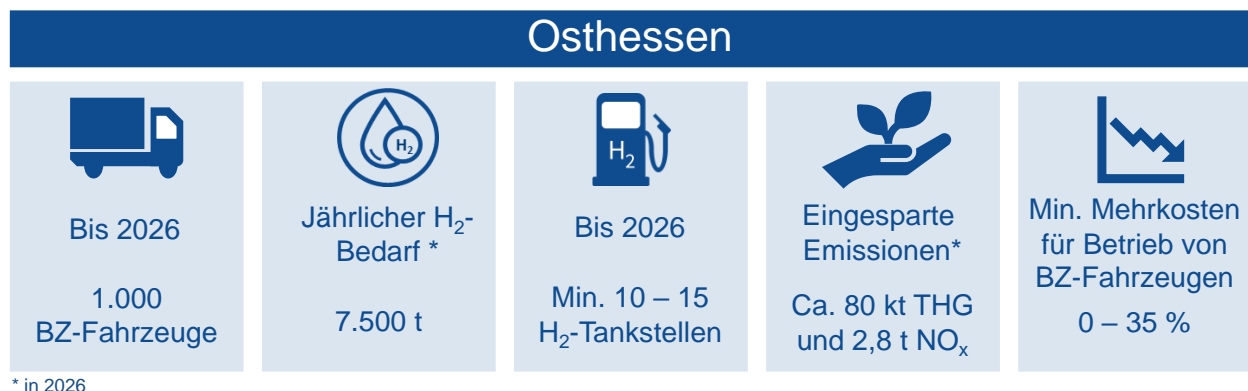 Osthessen
Bis 2026
1.000
BZ-Fahrzeuge
H₂
Jährlicher H₂-
Bedarf *
7.500 t
H₂
Bis 2026
Min. 10 – 15
H₂-Tankstellen
Eingesparte
Emissionen*
Ca. 80 kt THG
und 2,8 t NOₓ
Min. Mehrkosten
für Betrieb von
BZ-Fahrzeugen
0 – 35 %
* in 2026